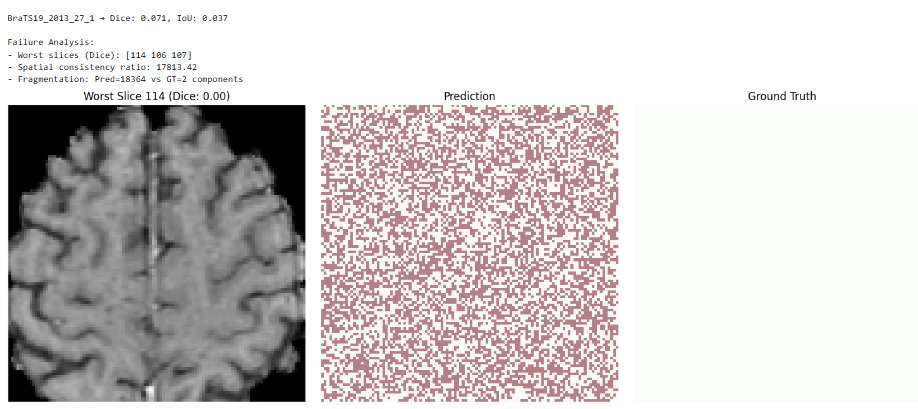 BraTS19_2013_27_1 → Dice: 0.071, IoU: 0.037
Failure Analysis:
- Worst slices (Dice): [114 106 107]
- Spatial consistency ratio: 17813.42
- Fragmentation: Pred=18364 vs GT=2 components
Worst Slice 114 (Dice: 0.00)
Prediction
Ground Truth